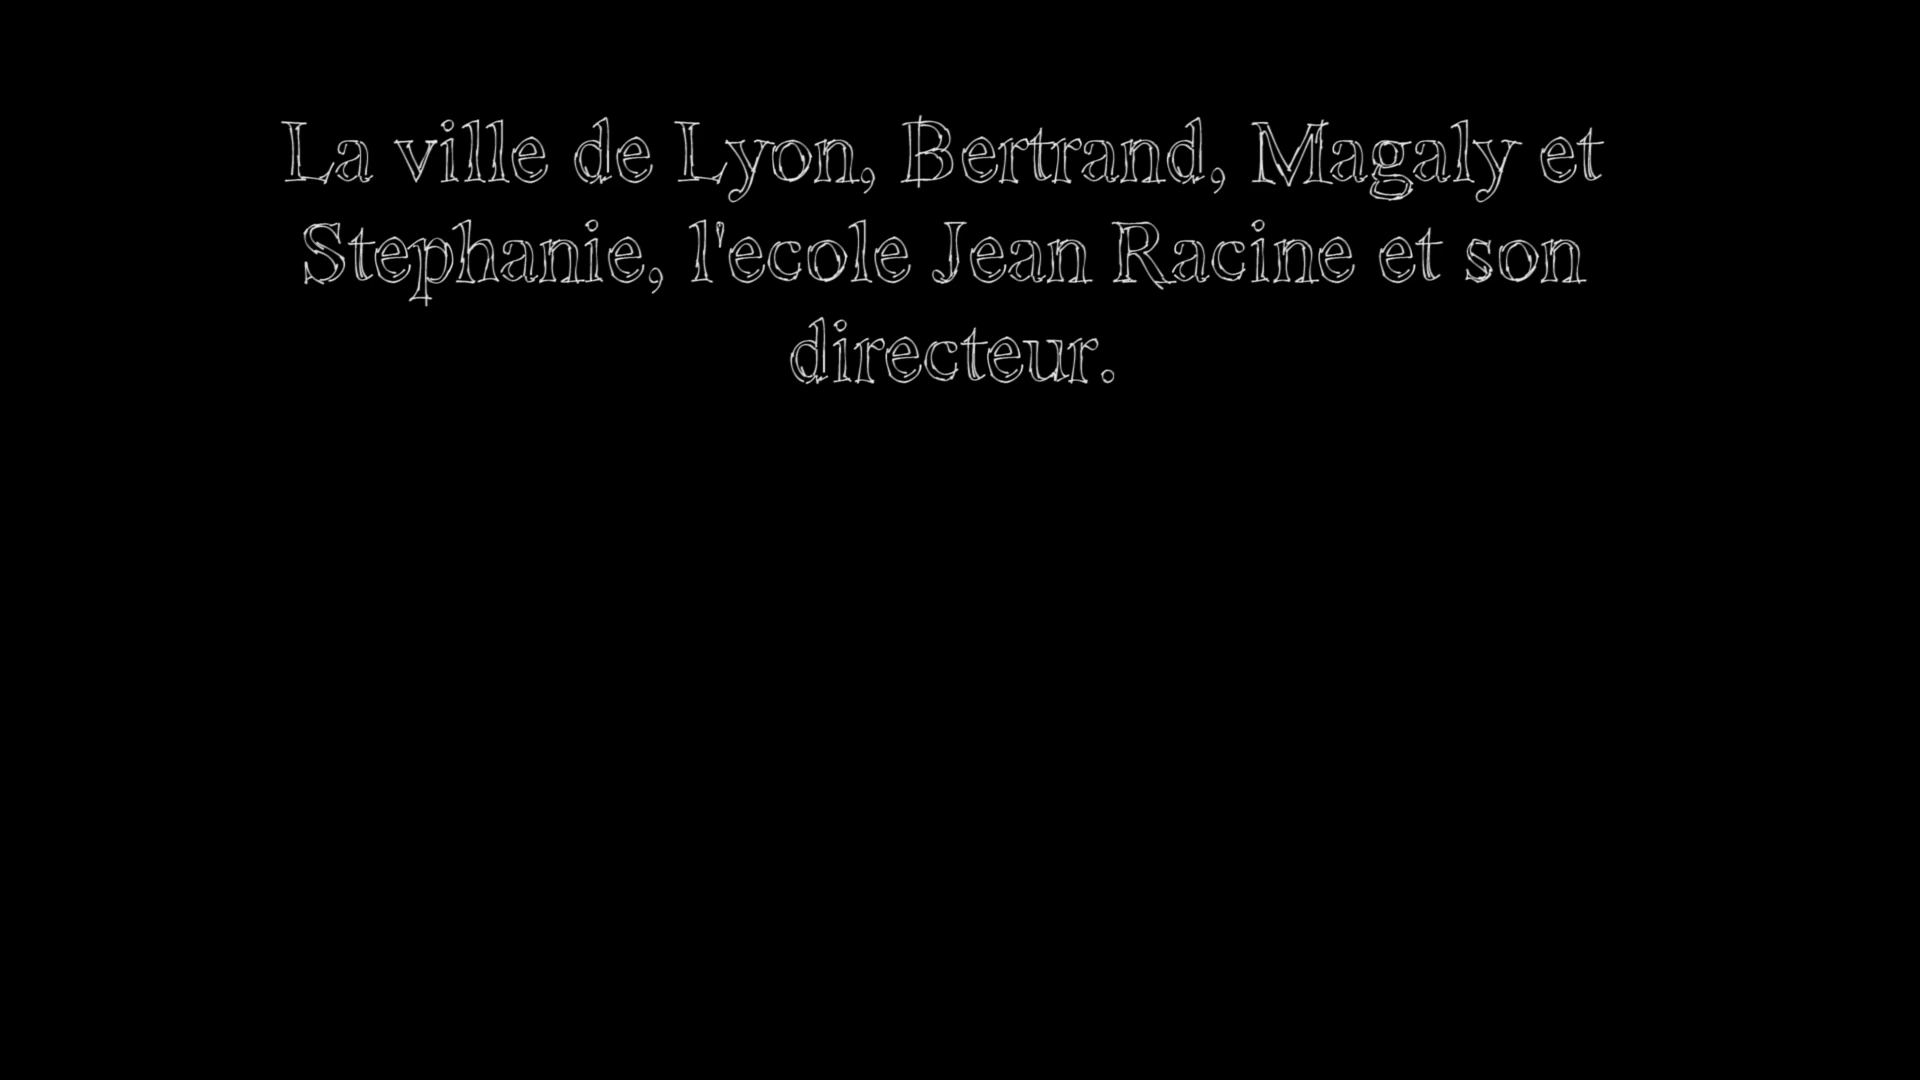 La ville de Lyon, Bertrand, Magaly et
Stephanie, l'ecole Jean Racine et son
directeur.